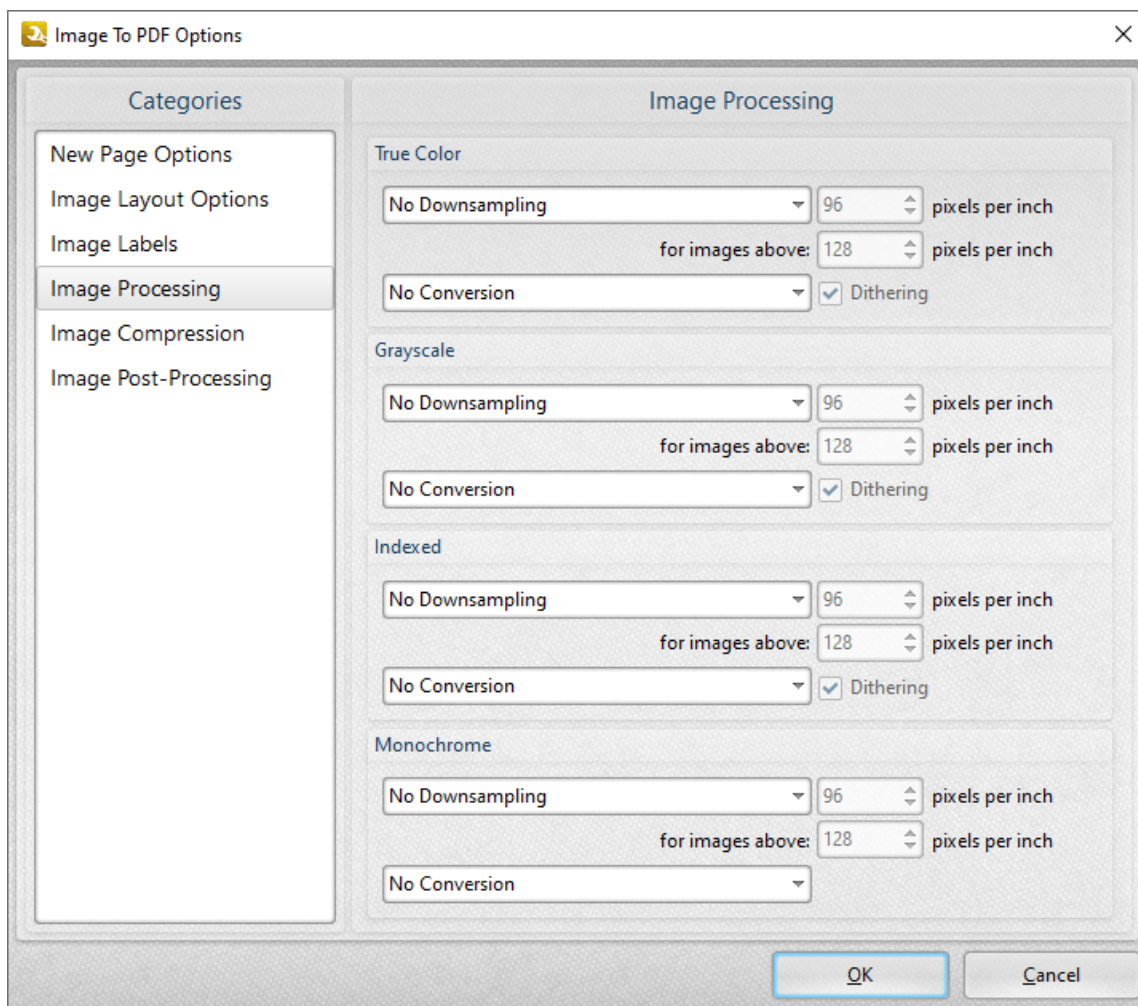 Image To PDF Options
Categories
New Page Options
Image Layout Options
Image Labels
Image Processing
Image Compression
Image Post-Processing
Image Processing
True Color
No Downsampling 96 pixels per inch
for images above: 128 pixels per inch
No Conversion Dithering
Grayscale
No Downsampling 96 pixels per inch
for images above: 128 pixels per inch
No Conversion Dithering
Indexed
No Downsampling 96 pixels per inch
for images above: 128 pixels per inch
No Conversion Dithering
Monochrome
No Downsampling 96 pixels per inch
for images above: 128 pixels per inch
No Conversion
OK Cancel